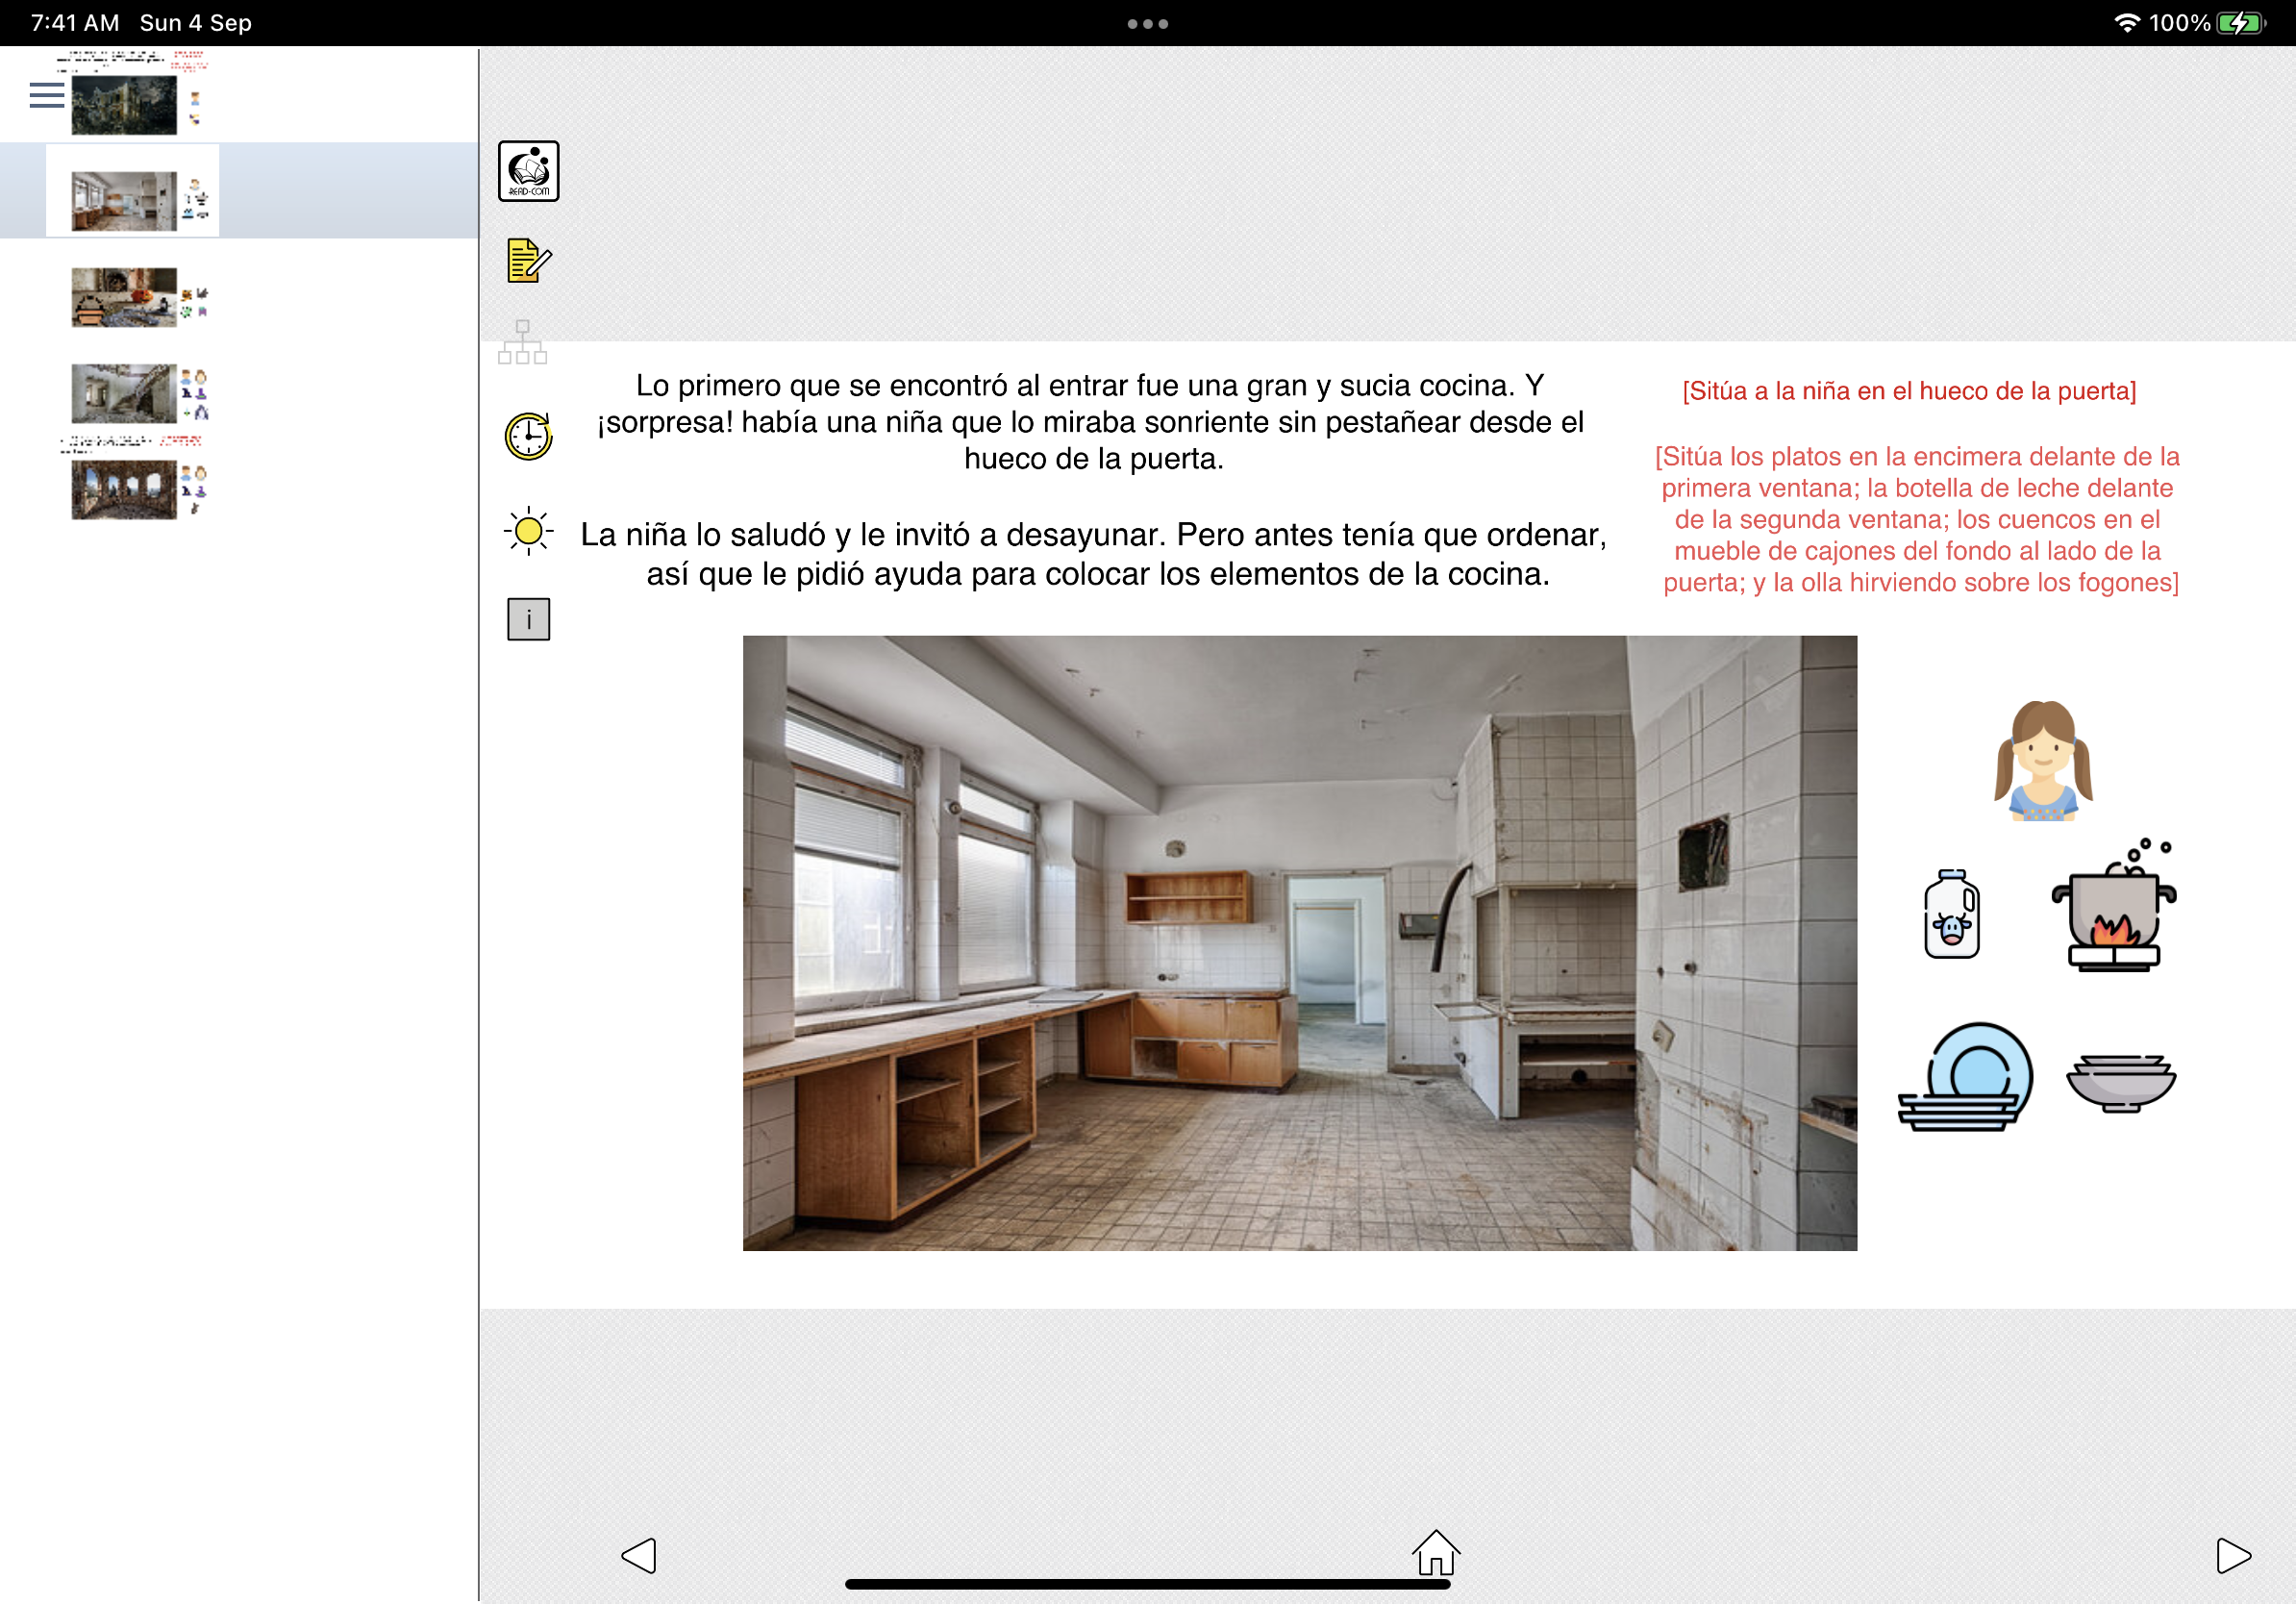 7:41 AM Sun 4 Sep
100%
READ-COM
Lo primero que se encontró al entrar fue una gran y sucia cocina. Y
¡sorpresa! había una niña que lo miraba sonriente sin pestañear desde el
hueco de la puerta.
La niña lo saludó y le invitó a desayunar. Pero antes tenía que ordenar,
así que le pidió ayuda para colocar los elementos de la cocina.
[Sitúa a la niña en el hueco de la puerta]
[Sitúa los platos en la encimera delante de la
primera ventana; la botella de leche delante
de la segunda ventana; los cuencos en el
mueble de cajones del fondo al lado de la
puerta; y la olla hirviendo sobre los fogones]
i